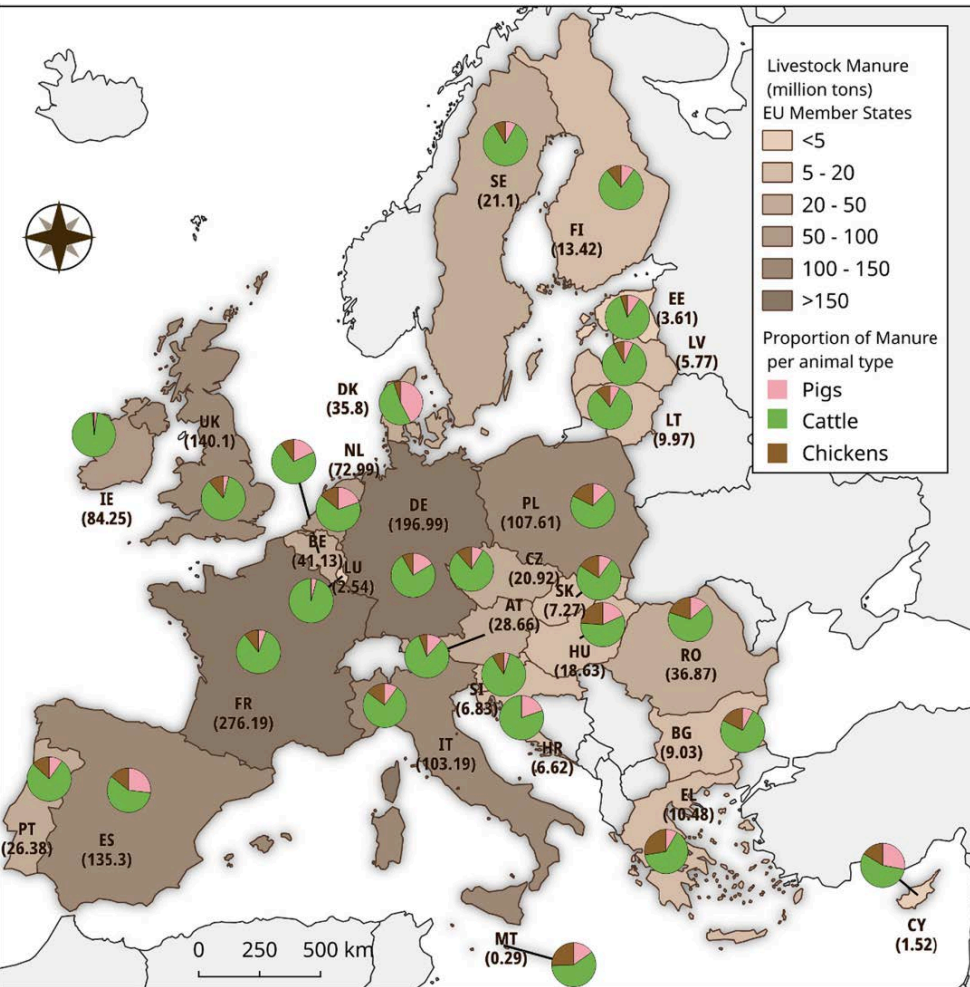 Livestock Manure
(million tons)
EU Member States
<5
5 - 20
20 - 50
50 - 100
100 - 150
>150
Proportion of Manure
per animal type
Pigs
Cattle
Chickens
SE
(21.1)
FI
(13.42)
EE
(3.61)
LV
(5.77)
LT
(9.97)
DK
(35.8)
UK
(140.1)
IE
(84.25)
NL
(72.99)
DE
(196.99)
PL
(107.61)
BE
(41.13)
LU
(2.54)
CZ
(20.92)
SK
(7.27)
AT
(28.66)
HU
(18.63)
RO
(36.87)
SI
(6.83)
HR
(6.62)
FR
(276.19)
IT
(103.19)
BG
(9.03)
EL
(10.48)
PT
(26.38)
ES
(135.3)
CY
(1.52)
MT
(0.29)
0 250 500 km